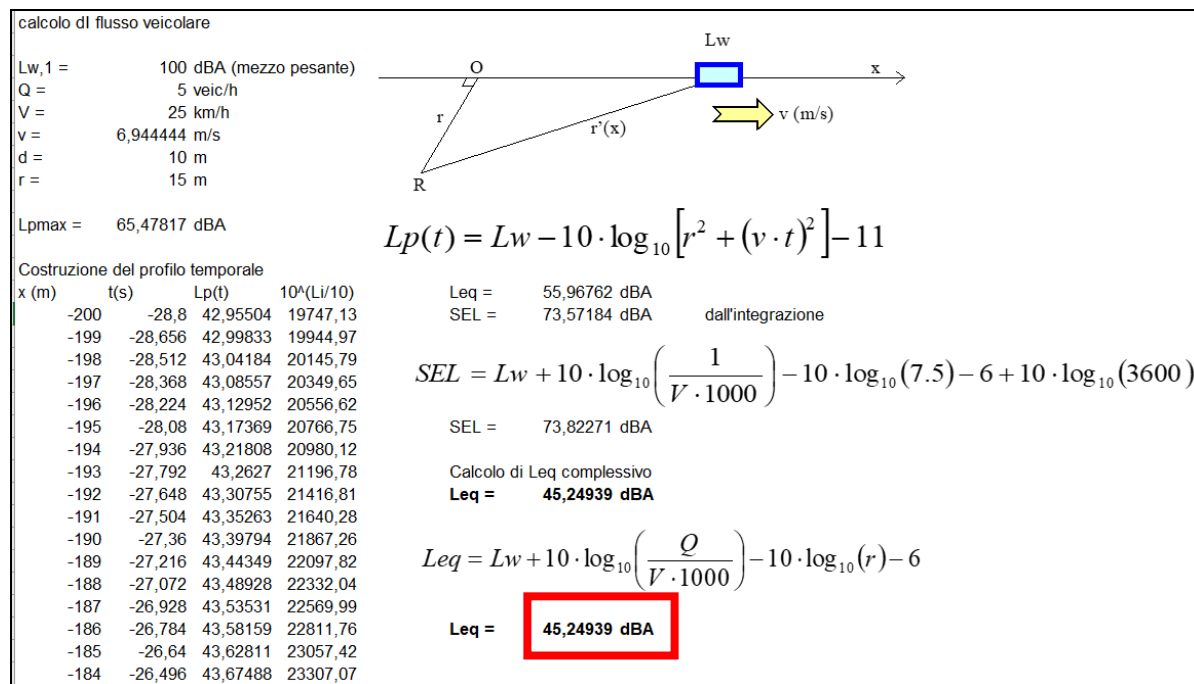 calcolo dI flusso veicolare
Lw,1 = 100 dBA (mezzo pesante)
Q = 5 veic/h
V = 25 km/h
v = 6,944444 m/s
d = 10 m
r = 15 m
Lpmax = 65,47817 dBA
Lw
O
x
r
r'(x)
v (m/s)
R
Lp(t) = Lw − 10 · log₁₀[r² + (v · t)²] − 11
Costruzione del profilo temporale
x (m) t(s) Lp(t) 10^(Li/10)
-200 -28,8 42,95504 19747,13
-199 -28,656 42,99833 19944,97
-198 -28,512 43,04184 20145,79
-197 -28,368 43,08557 20349,65
-196 -28,224 43,12952 20556,62
-195 -28,08 43,17369 20766,75
-194 -27,936 43,21808 20980,12
-193 -27,792 43,2627 21196,78
-192 -27,648 43,30755 21416,81
-191 -27,504 43,35263 21640,28
-190 -27,36 43,39794 21867,26
-189 -27,216 43,44349 22097,82
-188 -27,072 43,48928 22332,04
-187 -26,928 43,53531 22569,99
-186 -26,784 43,58159 22811,76
-185 -26,64 43,62811 23057,42
-184 -26,496 43,67488 23307,07
Leq = 55,96762 dBA
SEL = 73,57184 dBA dall'integrazione
SEL = Lw + 10 · log₁₀(1 / (V · 1000)) − 10 · log₁₀(7.5) − 6 + 10 · log₁₀(3600)
SEL = 73,82271 dBA
Calcolo di Leq complessivo
Leq = 45,24939 dBA
Leq = Lw + 10 · log₁₀(Q / (V · 1000)) − 10 · log₁₀(r) − 6
Leq = 45,24939 dBA